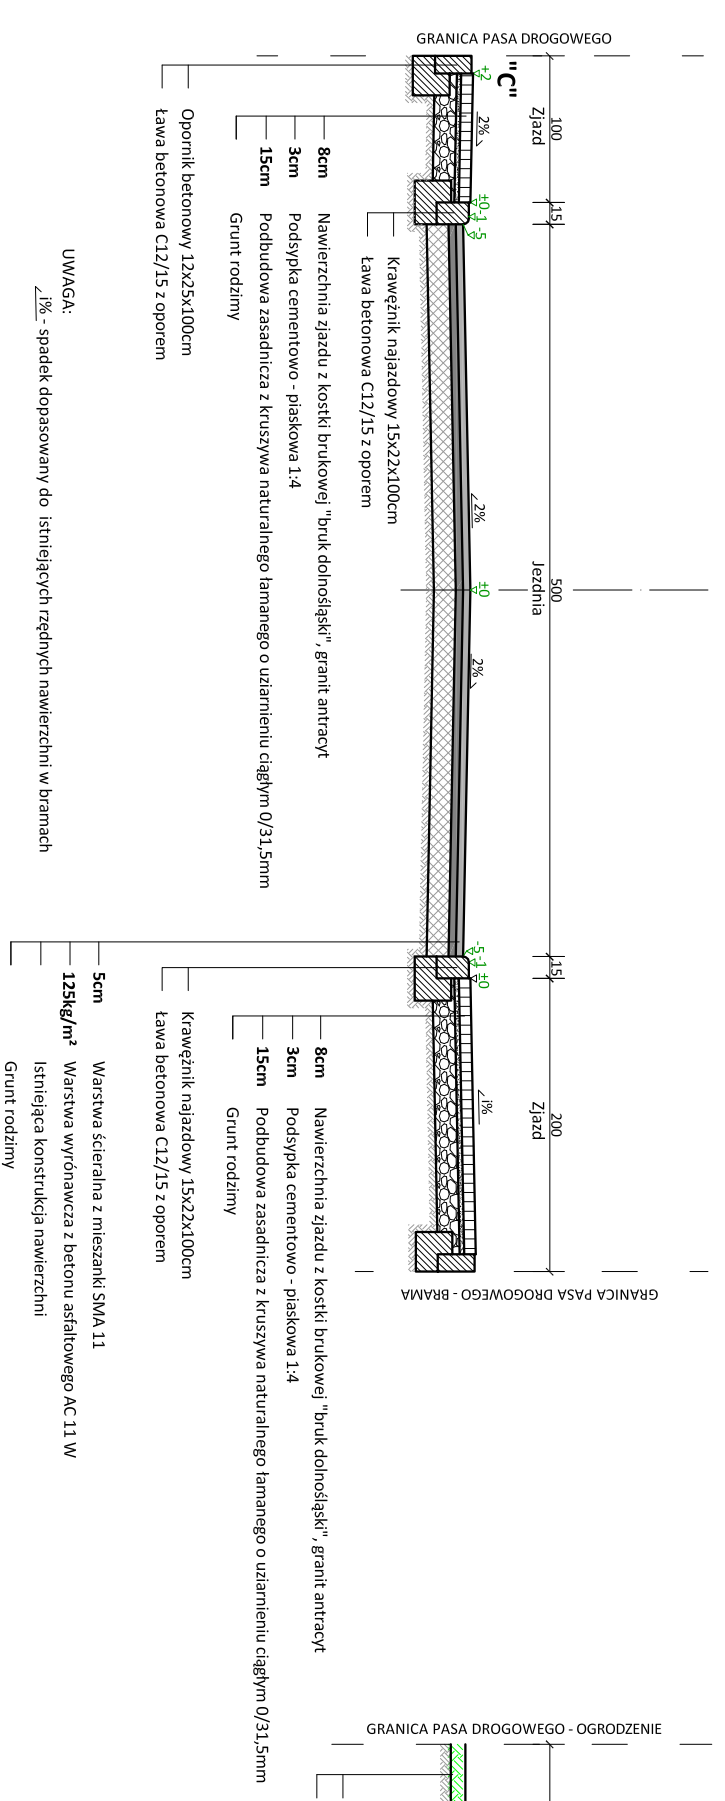 GRANICA PASA DROGOWEGO
"C"
100
Zjazd
15
500
Jezdnia
15
200
Zjazd
+2
2%
±0
-1
-5
2%
±0
2%
-5
-1
±0
i%
GRANICA PASA DROGOWEGO - BRAMA
Krawężnik najazdowy 15x22x100cm
Ława betonowa C12/15 z oporem
8cm Nawierzchnia zjazdu z kostki brukowej "bruk dolnośląski", granit antracyt
3cm Podsypka cementowo - piaskowa 1:4
15cm Podbudowa zasadnicza z kruszywa naturalnego łamanego o uziarnieniu ciągłym 0/31,5mm
Grunt rodzimy
Opornik betonowy 12x25x100cm
Ława betonowa C12/15 z oporem
UWAGA:
i% - spadek dopasowany do istniejących rzędnych nawierzchni w bramach
8cm Nawierzchnia zjazdu z kostki brukowej "bruk dolnośląski", granit antracyt
3cm Podsypka cementowo - piaskowa 1:4
15cm Podbudowa zasadnicza z kruszywa naturalnego łamanego o uziarnieniu ciągłym 0/31,5mm
Grunt rodzimy
Krawężnik najazdowy 15x22x100cm
Ława betonowa C12/15 z oporem
5cm Warstwa ścieralna z mieszanki SMA 11
125kg/m² Warstwa wyrónawcza z betonu asfaltowego AC 11 W
Istniejąca konstrukcja nawierzchni
Grunt rodzimy
GRANICA PASA DROGOWEGO - OGRODZENIE